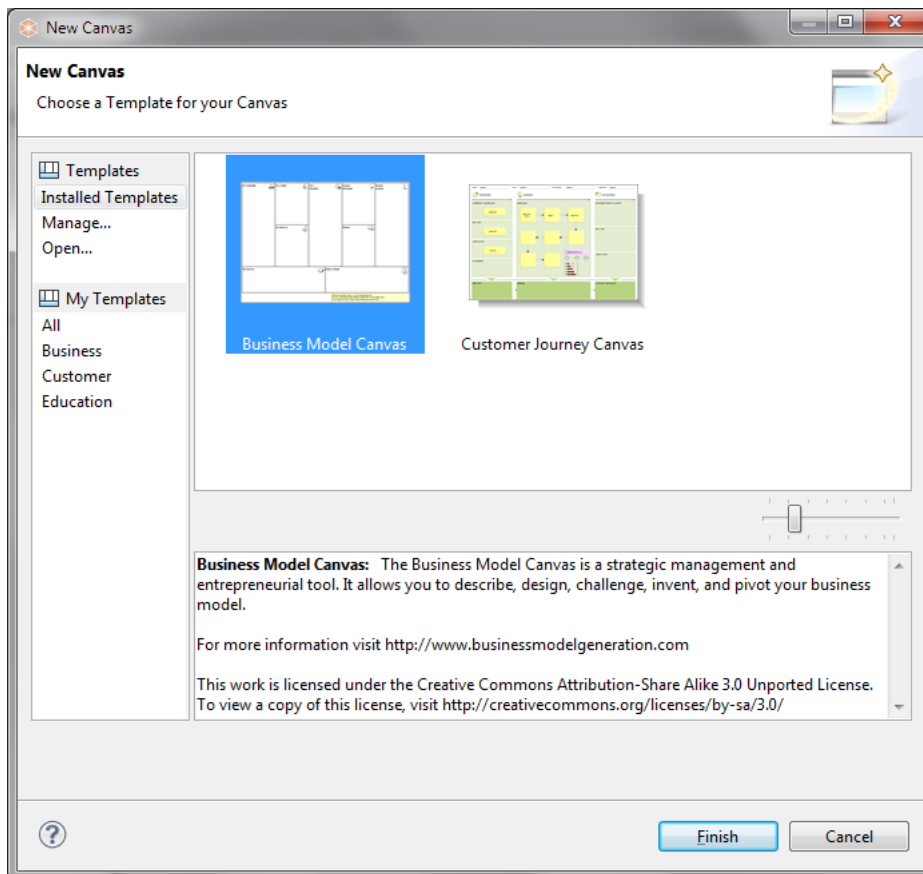 New Canvas
New Canvas
Choose a Template for your Canvas
Templates
Installed Templates
Manage...
Open...
My Templates
All
Business
Customer
Education
Business Model Canvas
Customer Journey Canvas
Business Model Canvas: The Business Model Canvas is a strategic management and
entrepreneurial tool. It allows you to describe, design, challenge, invent, and pivot your business
model.
For more information visit http://www.businessmodelgeneration.com
This work is licensed under the Creative Commons Attribution-Share Alike 3.0 Unported License.
To view a copy of this license, visit http://creativecommons.org/licenses/by-sa/3.0/
?
Finish
Cancel